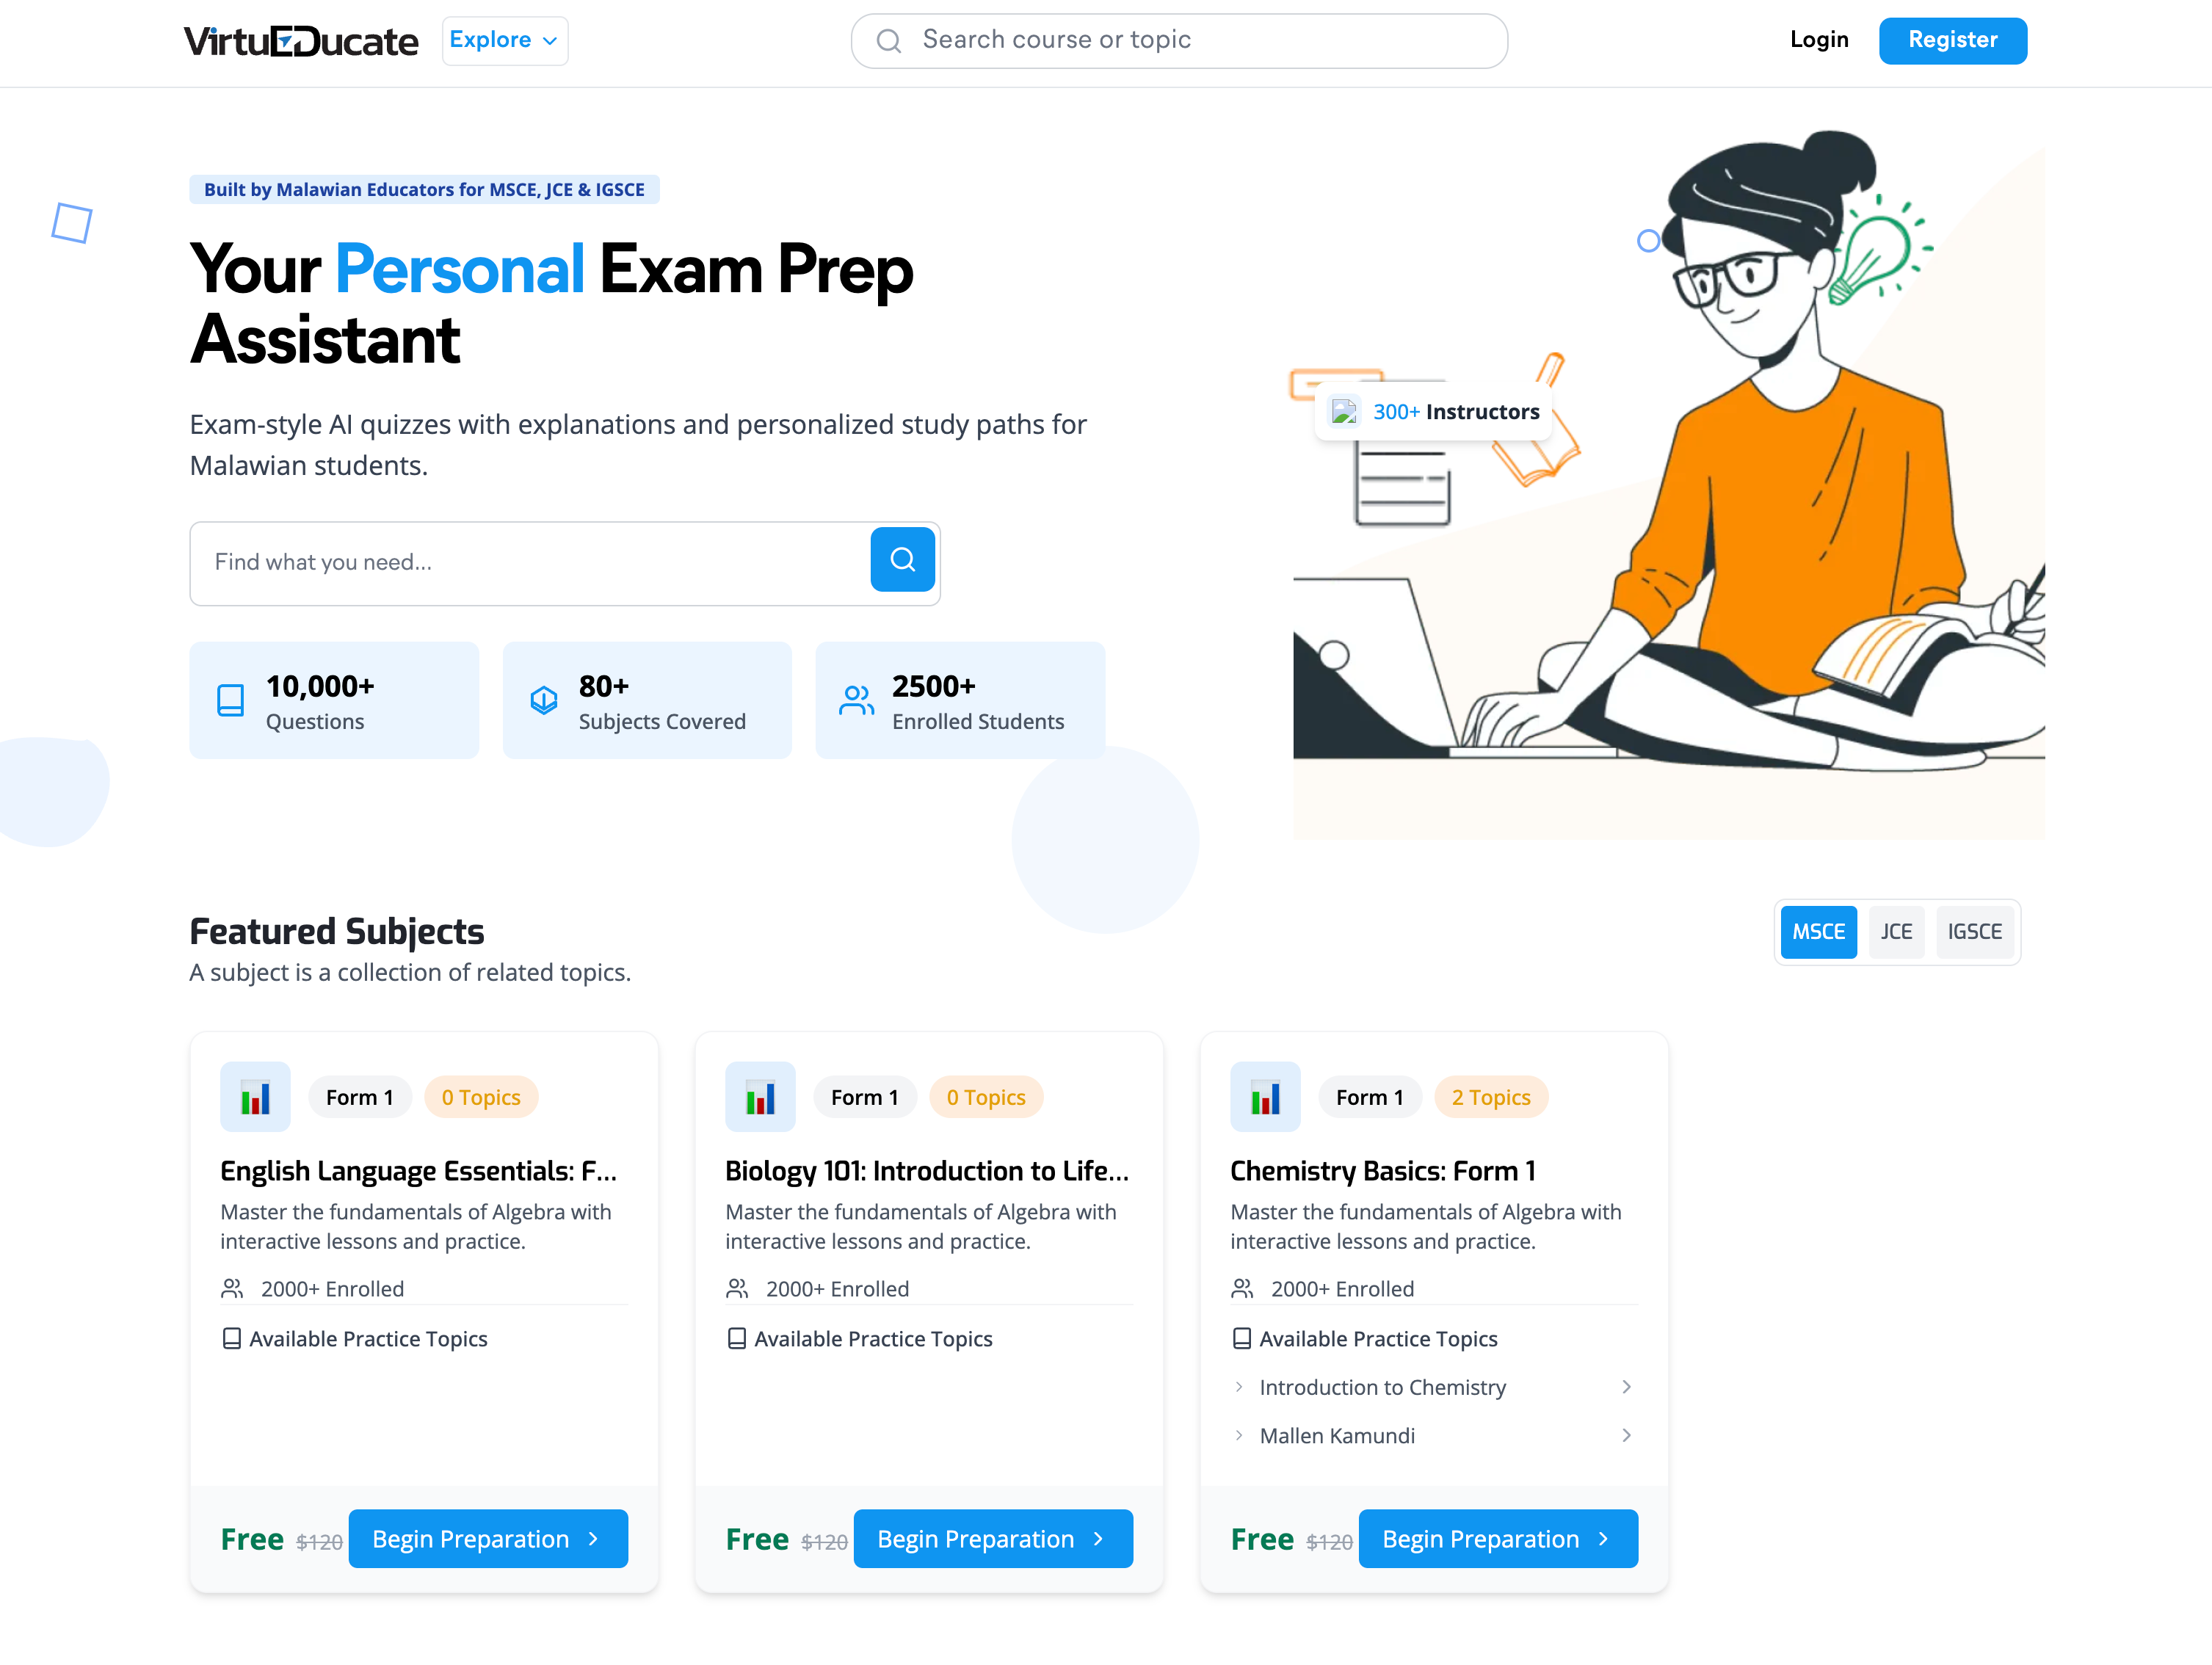 VirtuEDucate
Explore
Search course or topic
Login
Register
Built by Malawian Educators for MSCE, JCE & IGSCE
Your Personal Exam Prep
Assistant
Exam-style AI quizzes with explanations and personalized study paths for
Malawian students.
Find what you need...
10,000+
Questions
80+
Subjects Covered
2500+
Enrolled Students
300+ Instructors
Featured Subjects
A subject is a collection of related topics.
MSCE
JCE
IGSCE
Form 1
0 Topics
English Language Essentials: F...
Master the fundamentals of Algebra with
interactive lessons and practice.
2000+ Enrolled
Available Practice Topics
Free $120
Begin Preparation
Form 1
0 Topics
Biology 101: Introduction to Life...
Master the fundamentals of Algebra with
interactive lessons and practice.
2000+ Enrolled
Available Practice Topics
Free $120
Begin Preparation
Form 1
2 Topics
Chemistry Basics: Form 1
Master the fundamentals of Algebra with
interactive lessons and practice.
2000+ Enrolled
Available Practice Topics
Introduction to Chemistry
Mallen Kamundi
Free $120
Begin Preparation